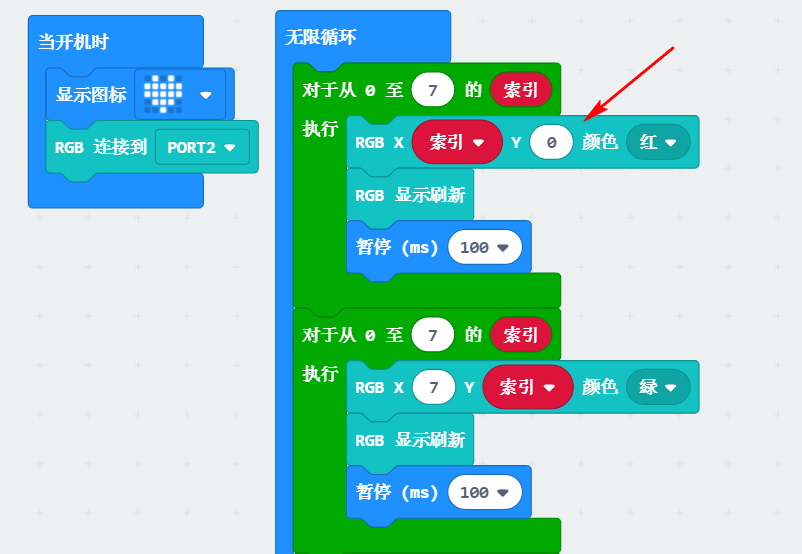 当开机时
显示图标
RGB 连接到 PORT2
无限循环
对于从 0 至 7 的 索引
执行
RGB X 索引 Y 0 颜色 红
RGB 显示刷新
暂停 (ms) 100
对于从 0 至 7 的 索引
执行
RGB X 7 Y 索引 颜色 绿
RGB 显示刷新
暂停 (ms) 100